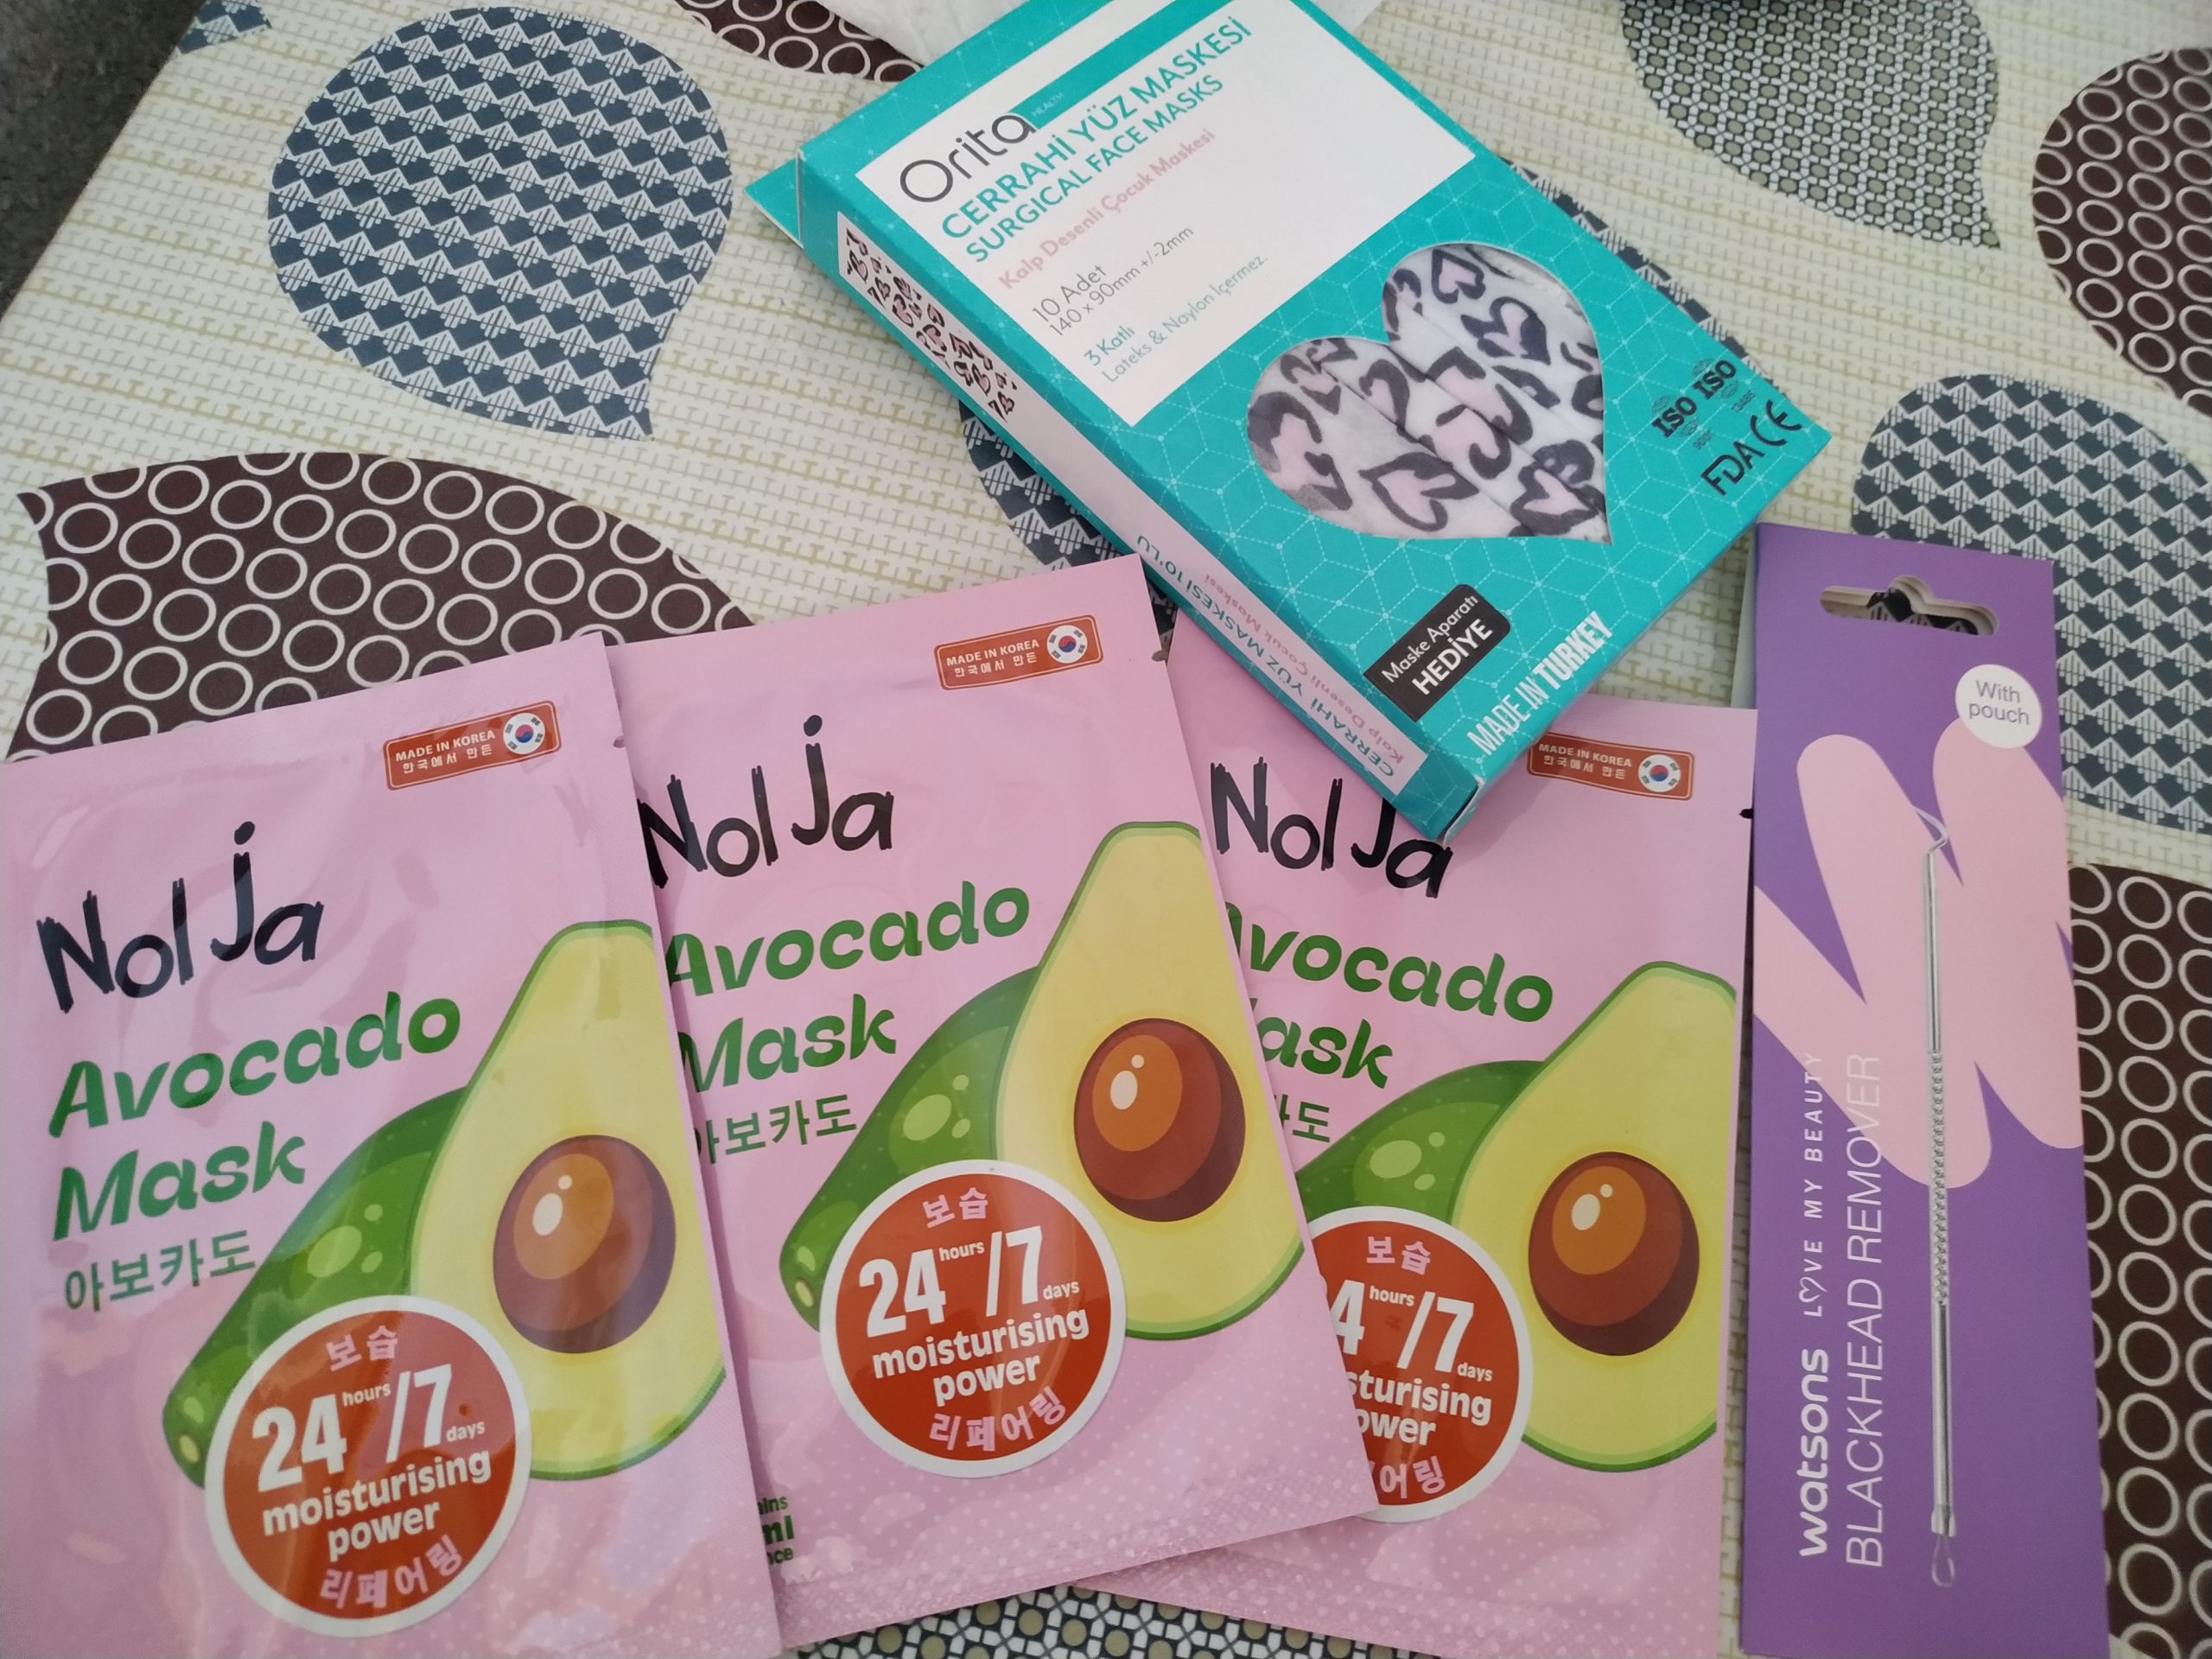 Orita
HEALTH
CERRAHİ YÜZ MASKESİ
SURGICAL FACE MASKS
Kalp Desenli Çocuk Maskesi
10 Adet
140 x 90mm +/-2mm
3 Katlı
Lateks & Naylon İçermez.
ISO ISO
FDA CE
Maske Aparatı
HEDİYE
MADE IN TURKEY
CERRAHİ YÜZ MASKESİ 10'LU
Kalp Desenli Çocuk Maskesi
MADE IN KOREA
한국에서 만든
Nol Ja
Avocado
Mask
아보카도
보습
24 hours/7 days
moisturising
power
리페어링
MADE IN KOREA
한국에서 만든
Nol Ja
Avocado
Mask
아보카도
보습
24 hours/7 days
moisturising
power
리페어링
MADE IN KOREA
한국에서 만든
Nol Ja
Avocado
보습
hours/7 days
With
pouch
watsons LOVE MY BEAUTY
BLACKHEAD REMOVER